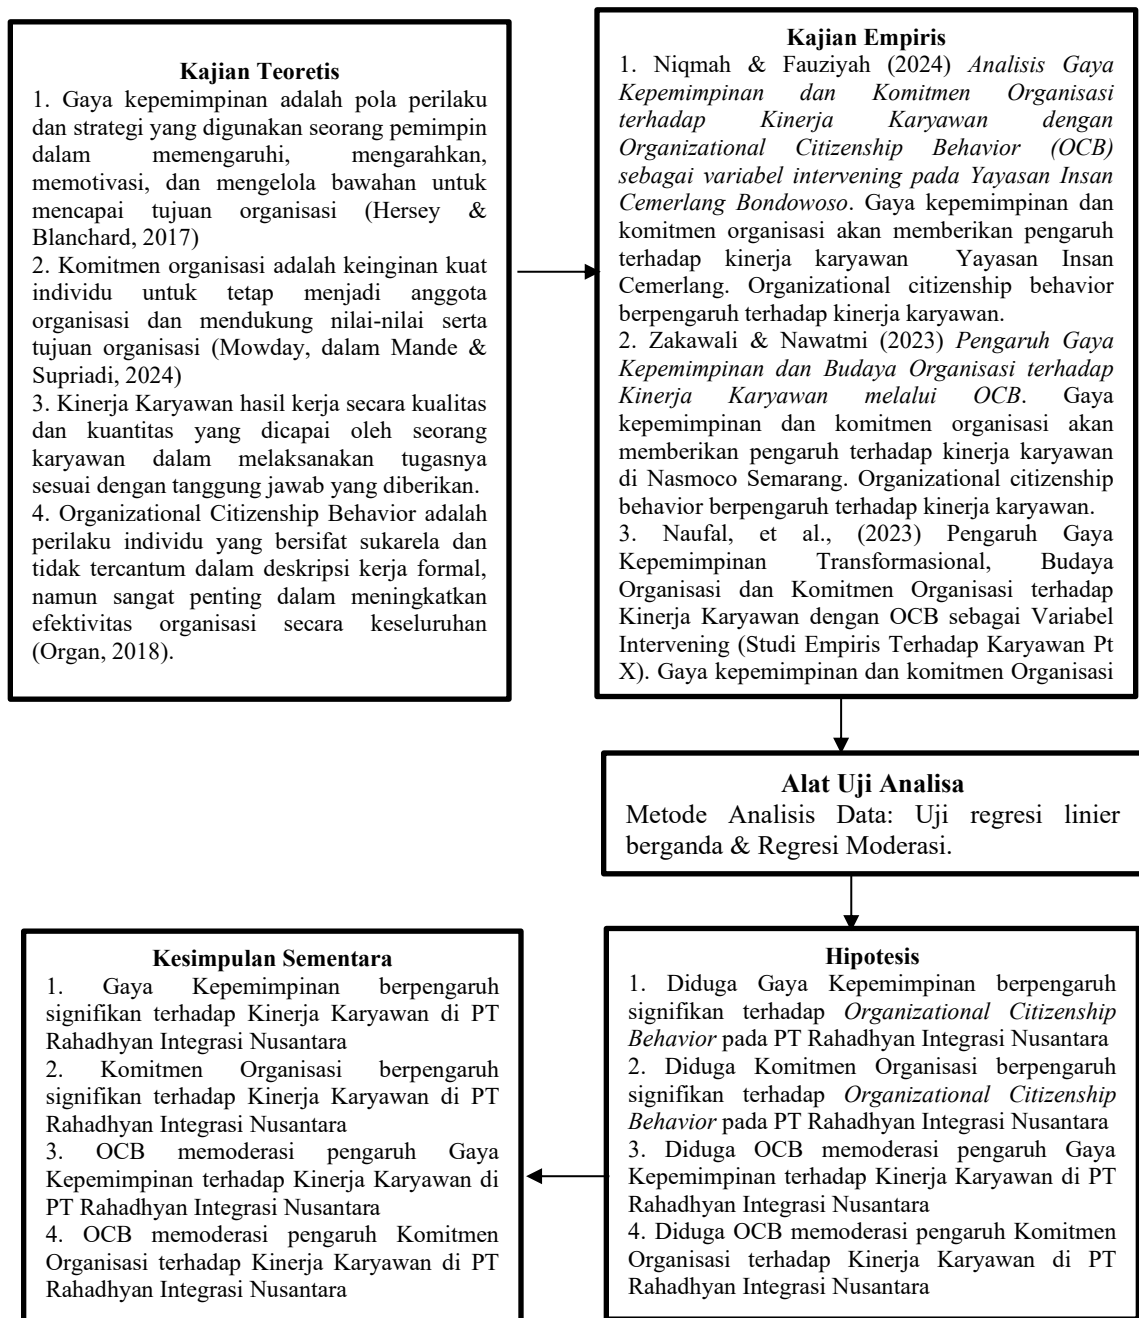 Kajian Teoretis
1. Gaya kepemimpinan adalah pola perilaku
dan strategi yang digunakan seorang pemimpin
dalam memengaruhi, mengarahkan,
memotivasi, dan mengelola bawahan untuk
mencapai tujuan organisasi (Hersey &
Blanchard, 2017)
2. Komitmen organisasi adalah keinginan kuat
individu untuk tetap menjadi anggota
organisasi dan mendukung nilai-nilai serta
tujuan organisasi (Mowday, dalam Mande &
Supriadi, 2024)
3. Kinerja Karyawan hasil kerja secara kualitas
dan kuantitas yang dicapai oleh seorang
karyawan dalam melaksanakan tugasnya
sesuai dengan tanggung jawab yang diberikan.
4. Organizational Citizenship Behavior adalah
perilaku individu yang bersifat sukarela dan
tidak tercantum dalam deskripsi kerja formal,
namun sangat penting dalam meningkatkan
efektivitas organisasi secara keseluruhan
(Organ, 2018).
Kajian Empiris
1. Niqmah & Fauziyah (2024) Analisis Gaya
Kepemimpinan dan Komitmen Organisasi
terhadap Kinerja Karyawan dengan
Organizational Citizenship Behavior (OCB)
sebagai variabel intervening pada Yayasan Insan
Cemerlang Bondowoso. Gaya kepemimpinan dan
komitmen organisasi akan memberikan pengaruh
terhadap kinerja karyawan Yayasan Insan
Cemerlang. Organizational citizenship behavior
berpengaruh terhadap kinerja karyawan.
2. Zakawali & Nawatmi (2023) Pengaruh Gaya
Kepemimpinan dan Budaya Organisasi terhadap
Kinerja Karyawan melalui OCB. Gaya
kepemimpinan dan komitmen organisasi akan
memberikan pengaruh terhadap kinerja karyawan
di Nasmoco Semarang. Organizational citizenship
behavior berpengaruh terhadap kinerja karyawan.
3. Naufal, et al., (2023) Pengaruh Gaya
Kepemimpinan Transformasional, Budaya
Organisasi dan Komitmen Organisasi terhadap
Kinerja Karyawan dengan OCB sebagai Variabel
Intervening (Studi Empiris Terhadap Karyawan Pt
X). Gaya kepemimpinan dan komitmen Organisasi
Alat Uji Analisa
Metode Analisis Data: Uji regresi linier
berganda & Regresi Moderasi.
Hipotesis
1. Diduga Gaya Kepemimpinan berpengaruh
signifikan terhadap Organizational Citizenship
Behavior pada PT Rahadhyan Integrasi Nusantara
2. Diduga Komitmen Organisasi berpengaruh
signifikan terhadap Organizational Citizenship
Behavior pada PT Rahadhyan Integrasi Nusantara
3. Diduga OCB memoderasi pengaruh Gaya
Kepemimpinan terhadap Kinerja Karyawan di PT
Rahadhyan Integrasi Nusantara
4. Diduga OCB memoderasi pengaruh Komitmen
Organisasi terhadap Kinerja Karyawan di PT
Rahadhyan Integrasi Nusantara
Kesimpulan Sementara
1. Gaya Kepemimpinan berpengaruh
signifikan terhadap Kinerja Karyawan di PT
Rahadhyan Integrasi Nusantara
2. Komitmen Organisasi berpengaruh
signifikan terhadap Kinerja Karyawan di PT
Rahadhyan Integrasi Nusantara
3. OCB memoderasi pengaruh Gaya
Kepemimpinan terhadap Kinerja Karyawan di
PT Rahadhyan Integrasi Nusantara
4. OCB memoderasi pengaruh Komitmen
Organisasi terhadap Kinerja Karyawan di PT
Rahadhyan Integrasi Nusantara